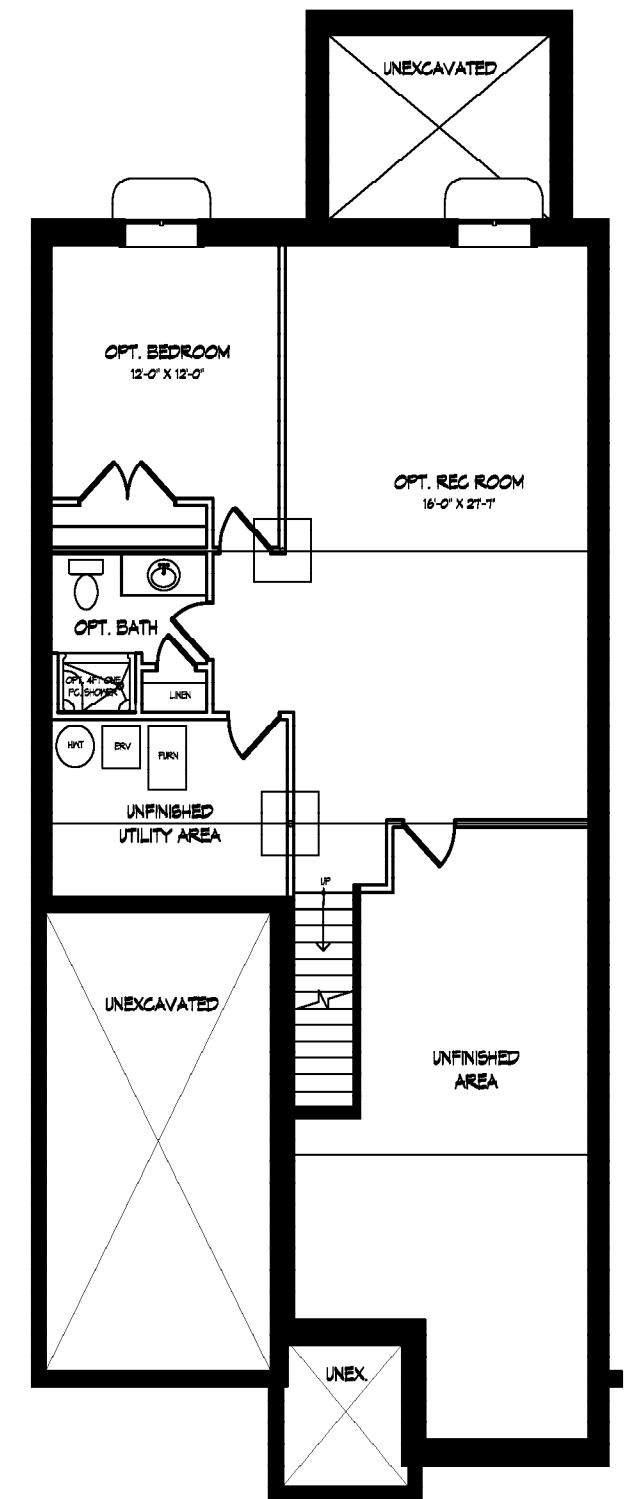 UNEXCAVATED
OPT. BEDROOM
12'-0" X 12'-0"
OPT. REC ROOM
16'-0" X 27'-7"
OPT. BATH
OPT. 4FT ONE
PC. SHOWER
LINEN
HWT
ERV
FURN
UNFINISHED
UTILITY AREA
UP
UNEXCAVATED
UNFINISHED
AREA
UNEX.